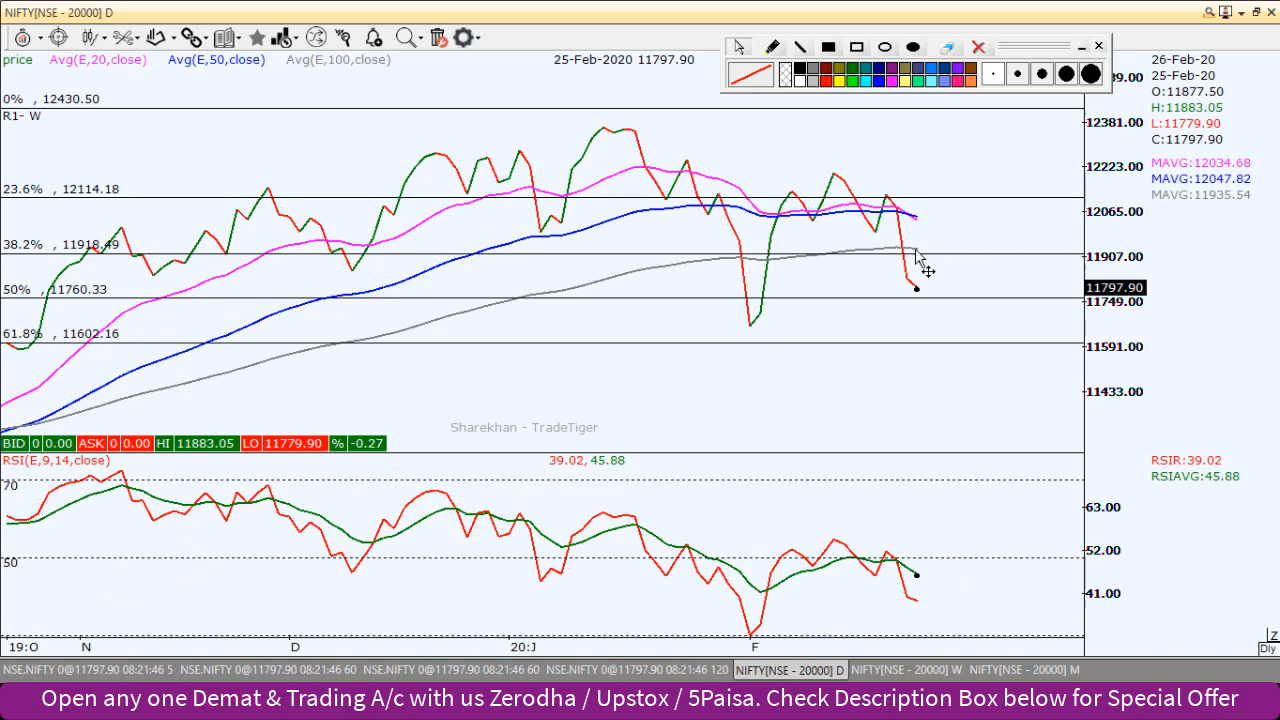 NIFTY[NSE - 20000] D
price Avg(E,20,close) Avg(E,50,close) Avg(E,100,close) 25-Feb-2020 11797.90
26-Feb-20
25-Feb-20
O:11877.50
H:11883.05
L:11779.90
C:11797.90
MAVG:12034.68
MAVG:12047.82
MAVG:11935.54
0% , 12430.50
R1- W
23.6% , 12114.18
38.2% , 11918.49
50% , 11760.33
61.8% , 11602.16
12381.00
12223.00
12065.00
11907.00
11797.90
11749.00
11591.00
11433.00
Sharekhan - TradeTiger
BID 0 0.00 ASK 0 0.00 HI 11883.05 LO 11779.90 % -0.27
RSI(E,9,14,close) 39.02, 45.88
RSIR:39.02
RSIAVG:45.88
70
50
63.00
52.00
41.00
19:O N D 20:J F
Z
Dly
NSE.NIFTY 0@11797.90 08:21:46 5 NSE.NIFTY 0@11797.90 08:21:46 60 NSE.NIFTY 0@11797.90 08:21:46 60 NSE.NIFTY 0@11797.90 08:21:46 120 NIFTY[NSE - 20000] D NIFTY[NSE - 20000] W NIFTY[NSE - 20000] M
Open any one Demat & Trading A/c with us Zerodha / Upstox / 5Paisa. Check Description Box below for Special Offer